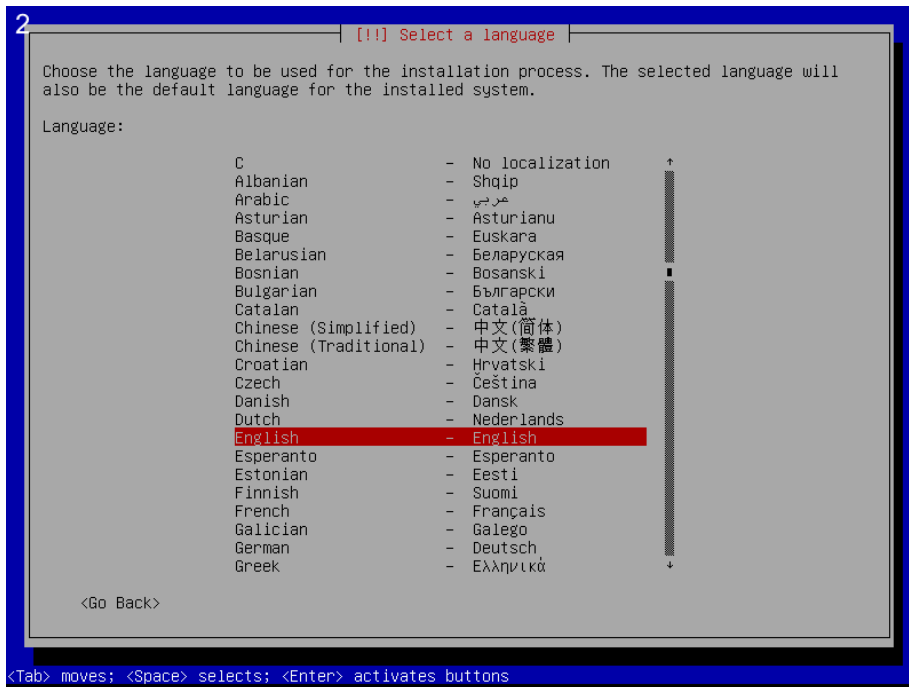 2
[!!] Select a language
Choose the language to be used for the installation process. The selected language will
also be the default language for the installed system.
Language:
C - No localization ↑
Albanian - Shqip
Arabic - عربي
Asturian - Asturianu
Basque - Euskara
Belarusian - Беларуская
Bosnian - Bosanski
Bulgarian - Български
Catalan - Català
Chinese (Simplified) - 中文(简体)
Chinese (Traditional) - 中文(繁體)
Croatian - Hrvatski
Czech - Čeština
Danish - Dansk
Dutch - Nederlands
English - English
Esperanto - Esperanto
Estonian - Eesti
Finnish - Suomi
French - Français
Galician - Galego
German - Deutsch
Greek - Ελληνικά ↓
<Go Back>
<Tab> moves; <Space> selects; <Enter> activates buttons